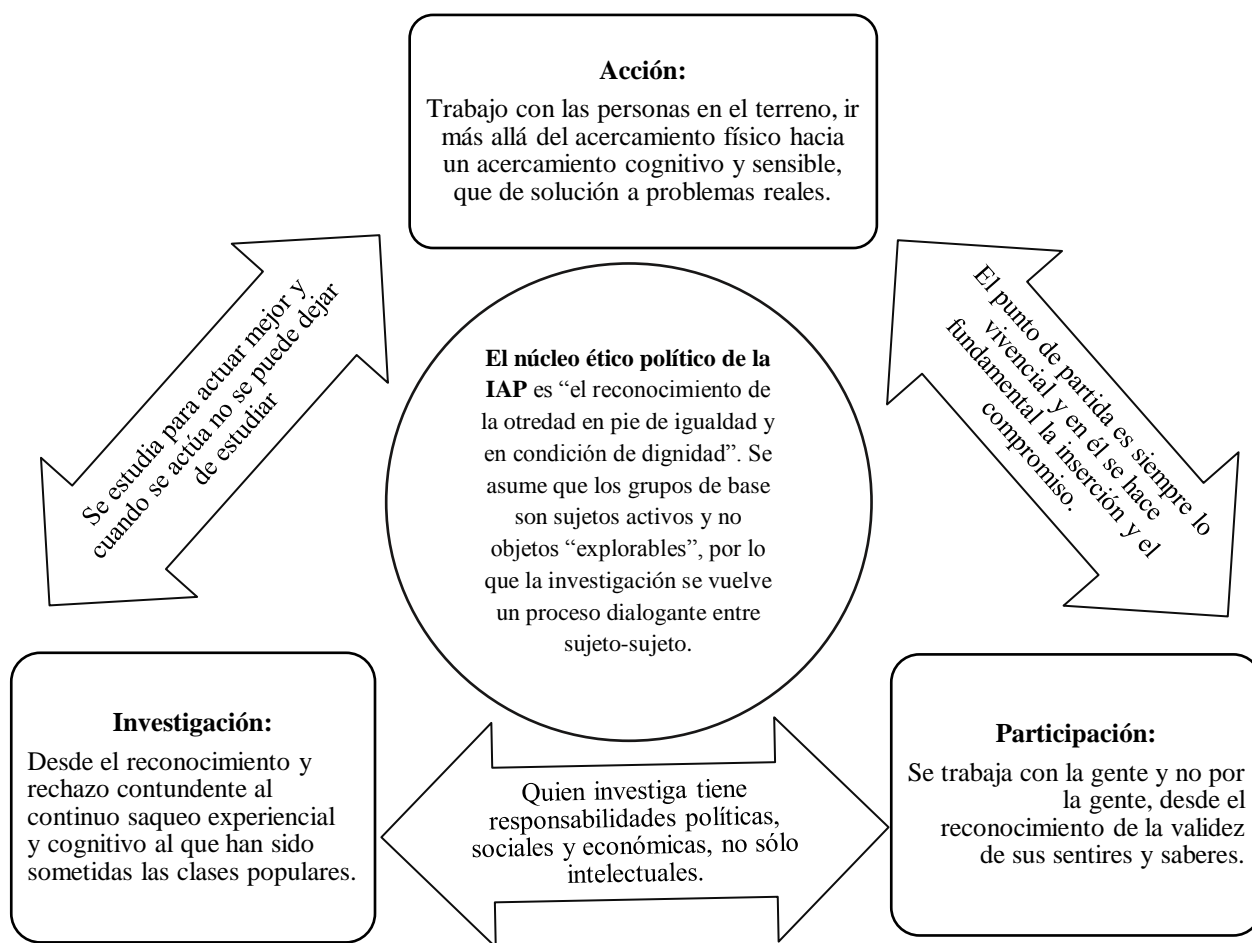 Acción:
Trabajo con las personas en el terreno, ir
más allá del acercamiento físico hacia
un acercamiento cognitivo y sensible,
que de solución a problemas reales.
Se estudia para actuar mejor y
cuando se actúa no se puede dejar
de estudiar
El punto de partida es siempre lo
vivencial y en él se hace
fundamental la inserción y el
compromiso.
El núcleo ético político de la
IAP es “el reconocimiento de
la otredad en pie de igualdad y
en condición de dignidad”. Se
asume que los grupos de base
son sujetos activos y no
objetos “explorables”, por lo
que la investigación se vuelve
un proceso dialogante entre
sujeto-sujeto.
Investigación:
Desde el reconocimiento y
rechazo contundente al
continuo saqueo experiencial
y cognitivo al que han sido
sometidas las clases populares.
Quien investiga tiene
responsabilidades políticas,
sociales y económicas, no sólo
intelectuales.
Participación:
Se trabaja con la gente y no por
la gente, desde el
reconocimiento de la validez
de sus sentires y saberes.